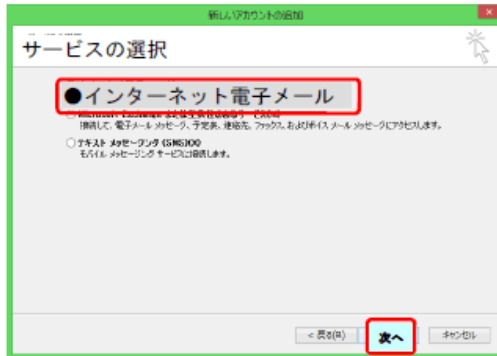 新しいアカウントの追加
サービスの選択
●インターネット電子メール
接続して、電子メール メッセージ、予定表、連絡先、ファックス、およびボイス メール メッセージにアクセスします。
○テキスト メッセージング (SMS)(X)
モバイル メッセージング サービスに接続します。
< 戻る(B)
次へ
キャンセル